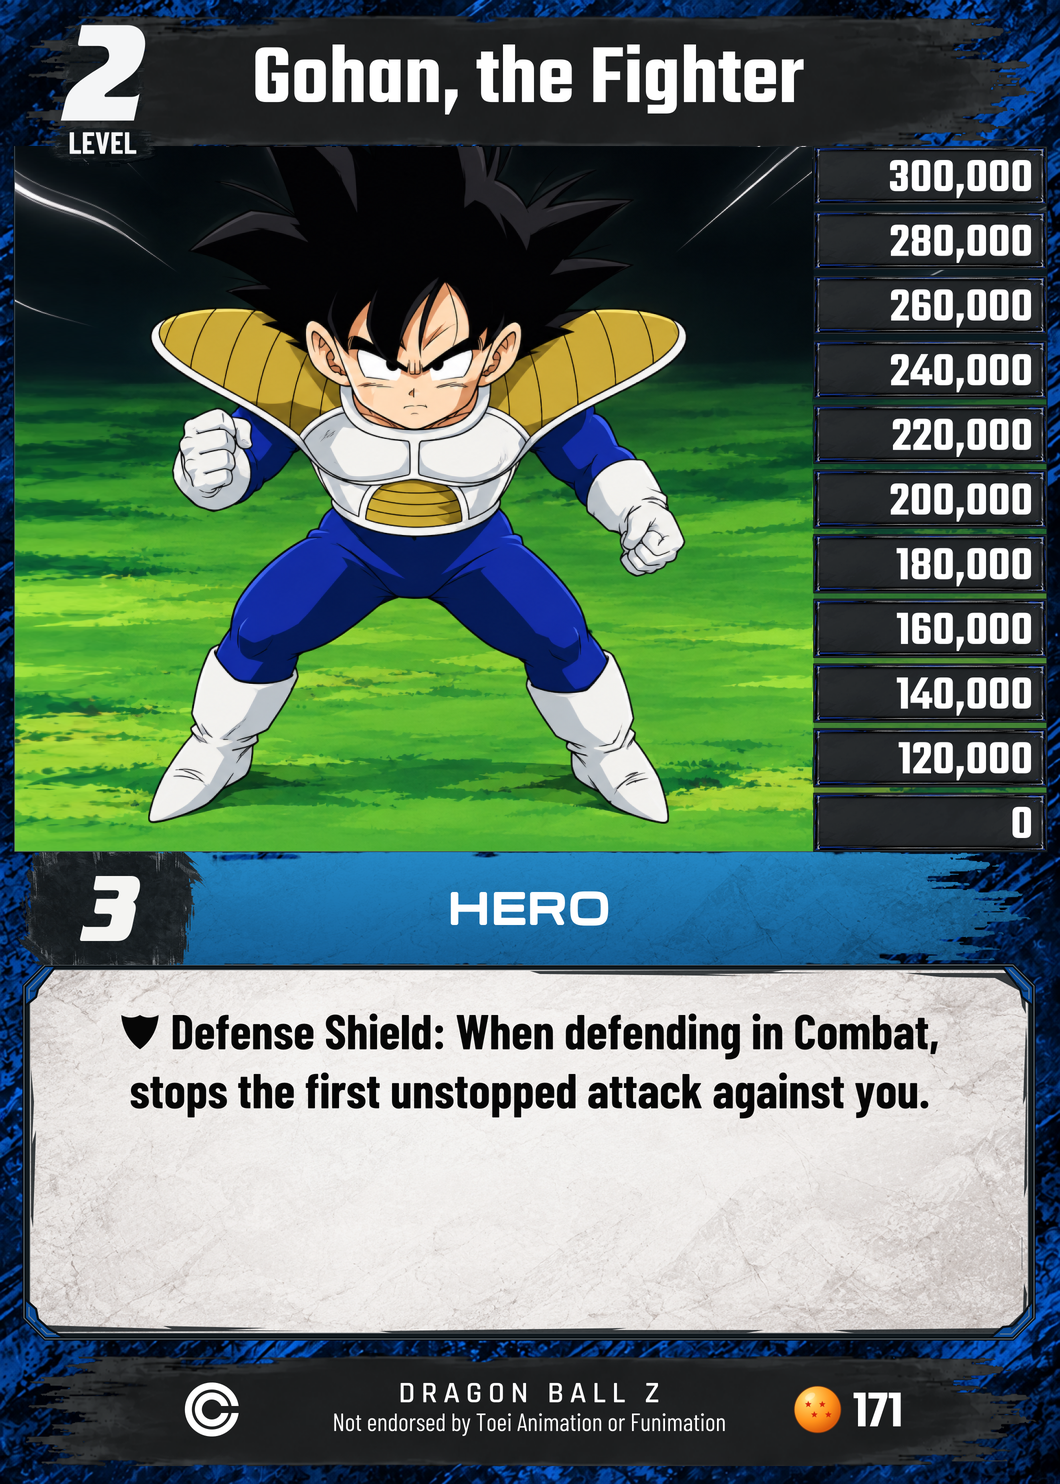 2
LEVEL
Gohan, the Fighter
300,000
280,000
260,000
240,000
220,000
200,000
180,000
160,000
140,000
120,000
0
3
HERO
Defense Shield: When defending in Combat,
stops the first unstopped attack against you.
DRAGON BALL Z
Not endorsed by Toei Animation or Funimation
171